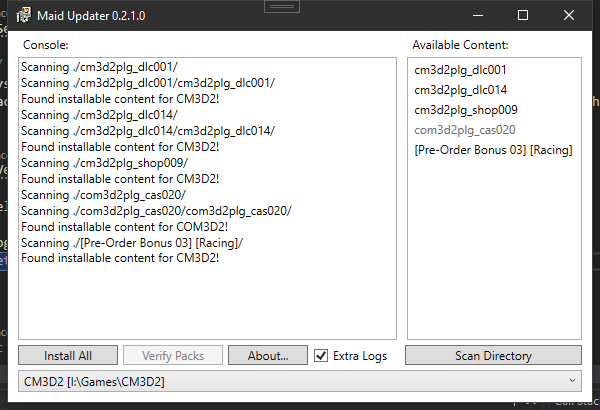 Maid Updater 0.2.1.0
Console:
Scanning ./cm3d2plg_dlc001/
Scanning ./cm3d2plg_dlc001/cm3d2plg_dlc001/
Found installable content for CM3D2!
Scanning ./cm3d2plg_dlc014/
Scanning ./cm3d2plg_dlc014/cm3d2plg_dlc014/
Found installable content for CM3D2!
Scanning ./cm3d2plg_shop009/
Found installable content for CM3D2!
Scanning ./com3d2plg_cas020/
Scanning ./com3d2plg_cas020/com3d2plg_cas020/
Found installable content for COM3D2!
Scanning ./[Pre-Order Bonus 03] [Racing]/
Found installable content for CM3D2!
Available Content:
cm3d2plg_dlc001
cm3d2plg_dlc014
cm3d2plg_shop009
com3d2plg_cas020
[Pre-Order Bonus 03] [Racing]
Install All
Verify Packs
About...
Extra Logs
Scan Directory
CM3D2 [I:\Games\CM3D2]